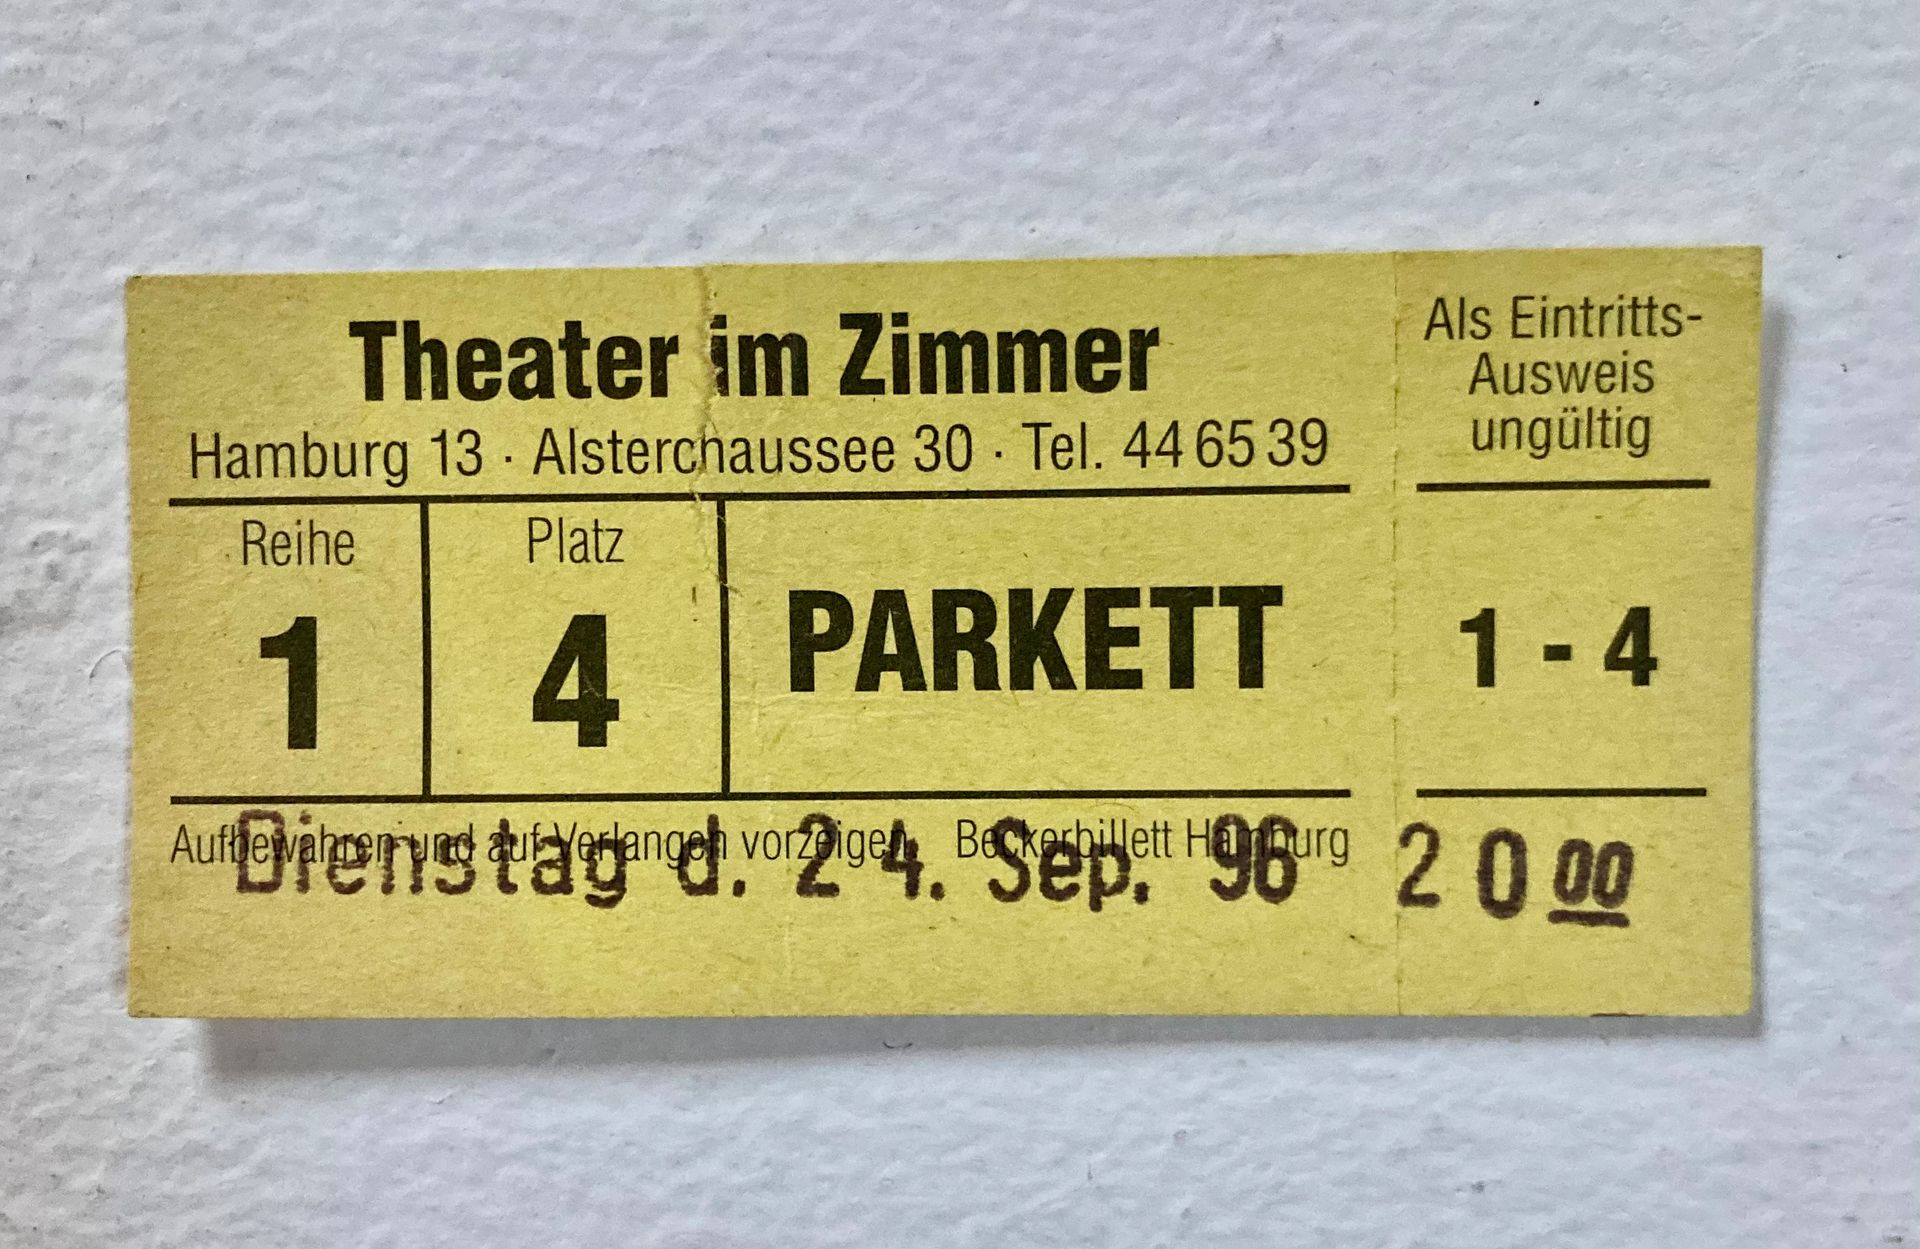 Theater im Zimmer
Hamburg 13 · Alsterchaussee 30 · Tel. 44 65 39
Reihe
1
Platz
4
PARKETT
Aufbewahren und auf Verlangen vorzeigen. Beckerbillett Hamburg
Dienstag d. 24. Sep. 96
Als Eintritts-
Ausweis
ungültig
1 - 4
20 00